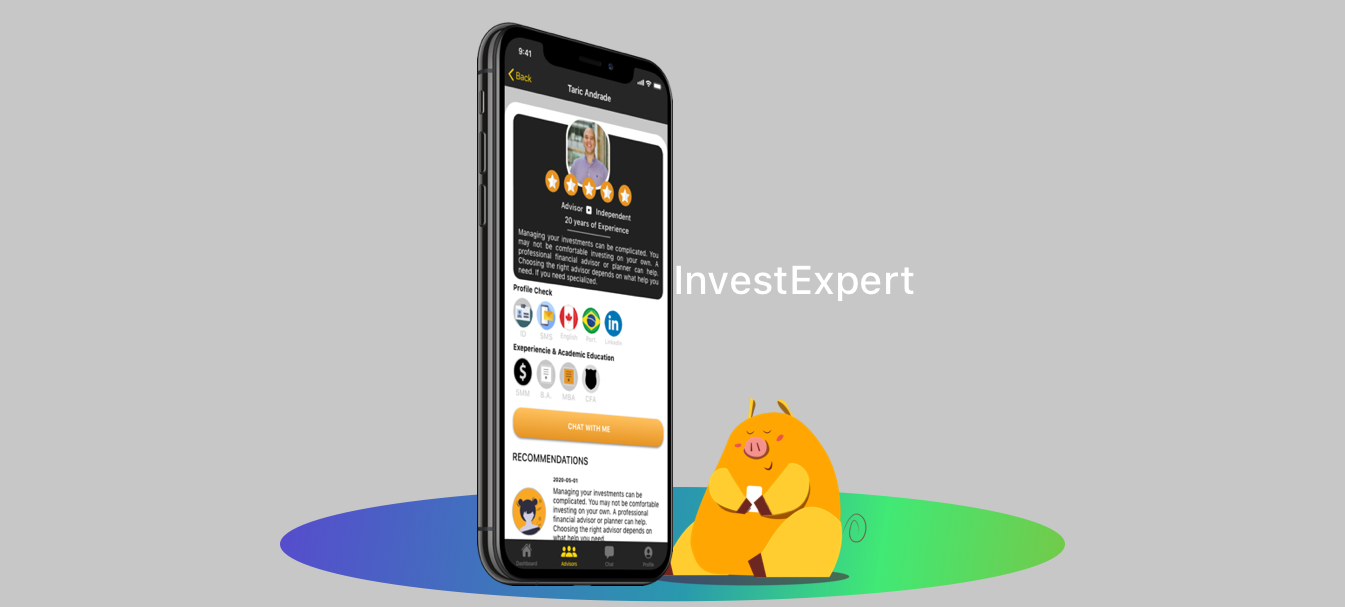 9:41
Back
Taric Andrade
Advisor Independent
20 years of Experience
Managing your investments can be complicated. You
may not be comfortable investing on your own. A
professional financial advisor or planner can help.
Choosing the right advisor depends on what help you
need. If you need specialized.
InvestExpert
Profile Check
ID SMS English Port. Linkedin
Exeperiencie & Academic Education
SMM B.A. MBA CFA
CHAT WITH ME
RECOMMENDATIONS
2020-05-01
Managing your investments can be
complicated. You may not be comfortable
investing on your own. A professional
financial advisor or planner can help.
Choosing the right advisor depends on
what help you need.
Dashboard Advisors Chat Profile